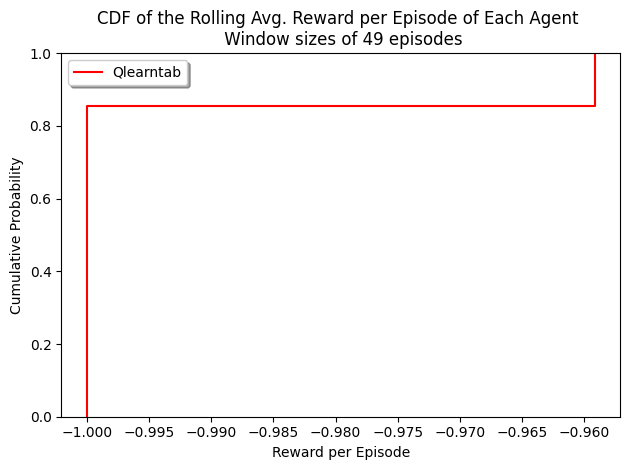 CDF of the Rolling Avg. Reward per Episode of Each Agent
Window sizes of 49 episodes
Qlearntab
Cumulative Probability
1.0
0.8
0.6
0.4
0.2
0.0
−1.000 −0.995 −0.990 −0.985 −0.980 −0.975 −0.970 −0.965 −0.960
Reward per Episode